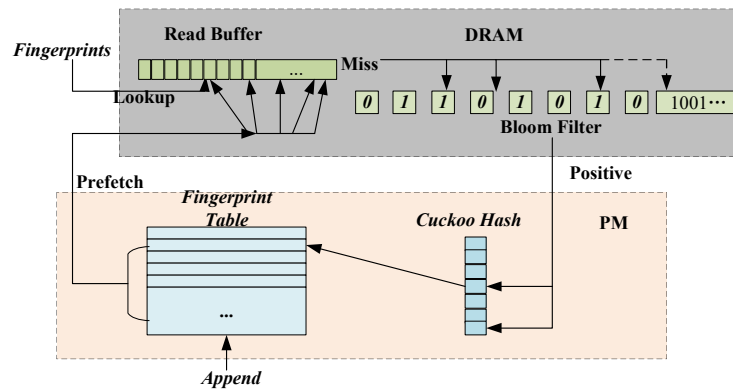 Read Buffer
DRAM
Fingerprints
...
Miss
Lookup
0 1 1 0 1 0 1 0 1001...
Bloom Filter
Positive
Prefetch
Fingerprint
Table
Cuckoo Hash
PM
...
Append